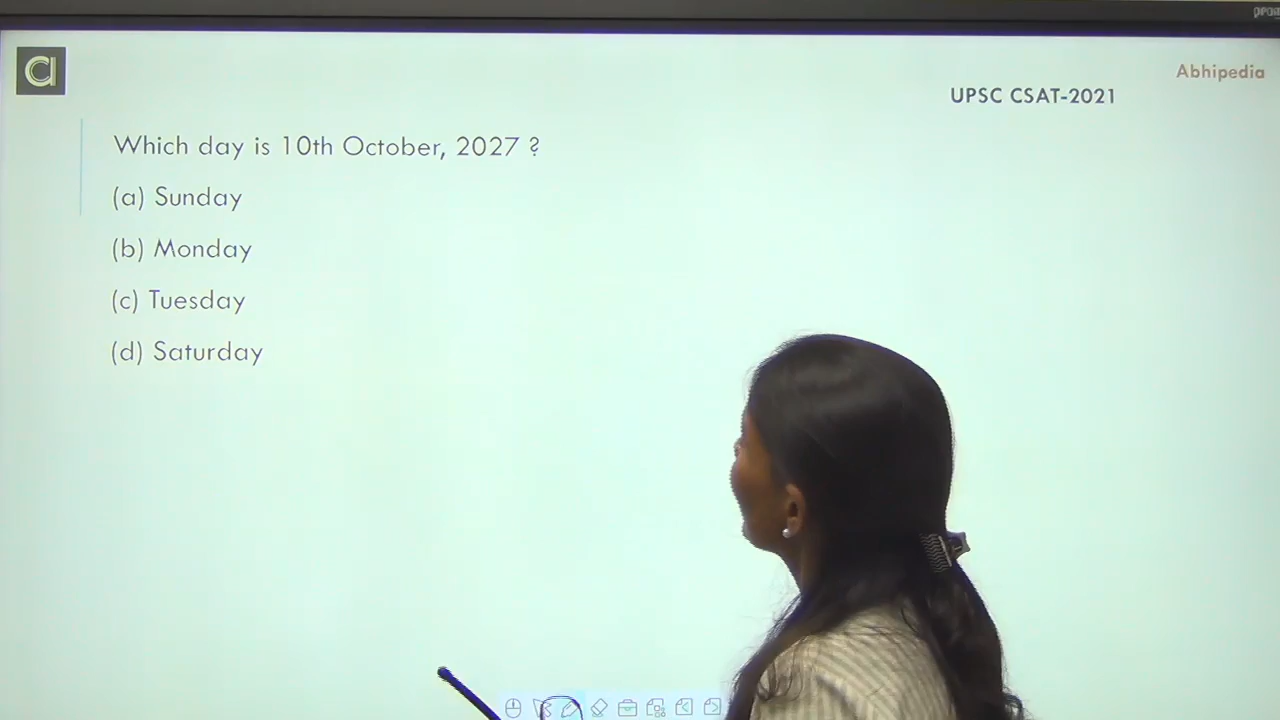 Abhipedia
UPSC CSAT-2021
Which day is 10th October, 2027 ?
(a) Sunday
(b) Monday
(c) Tuesday
(d) Saturday